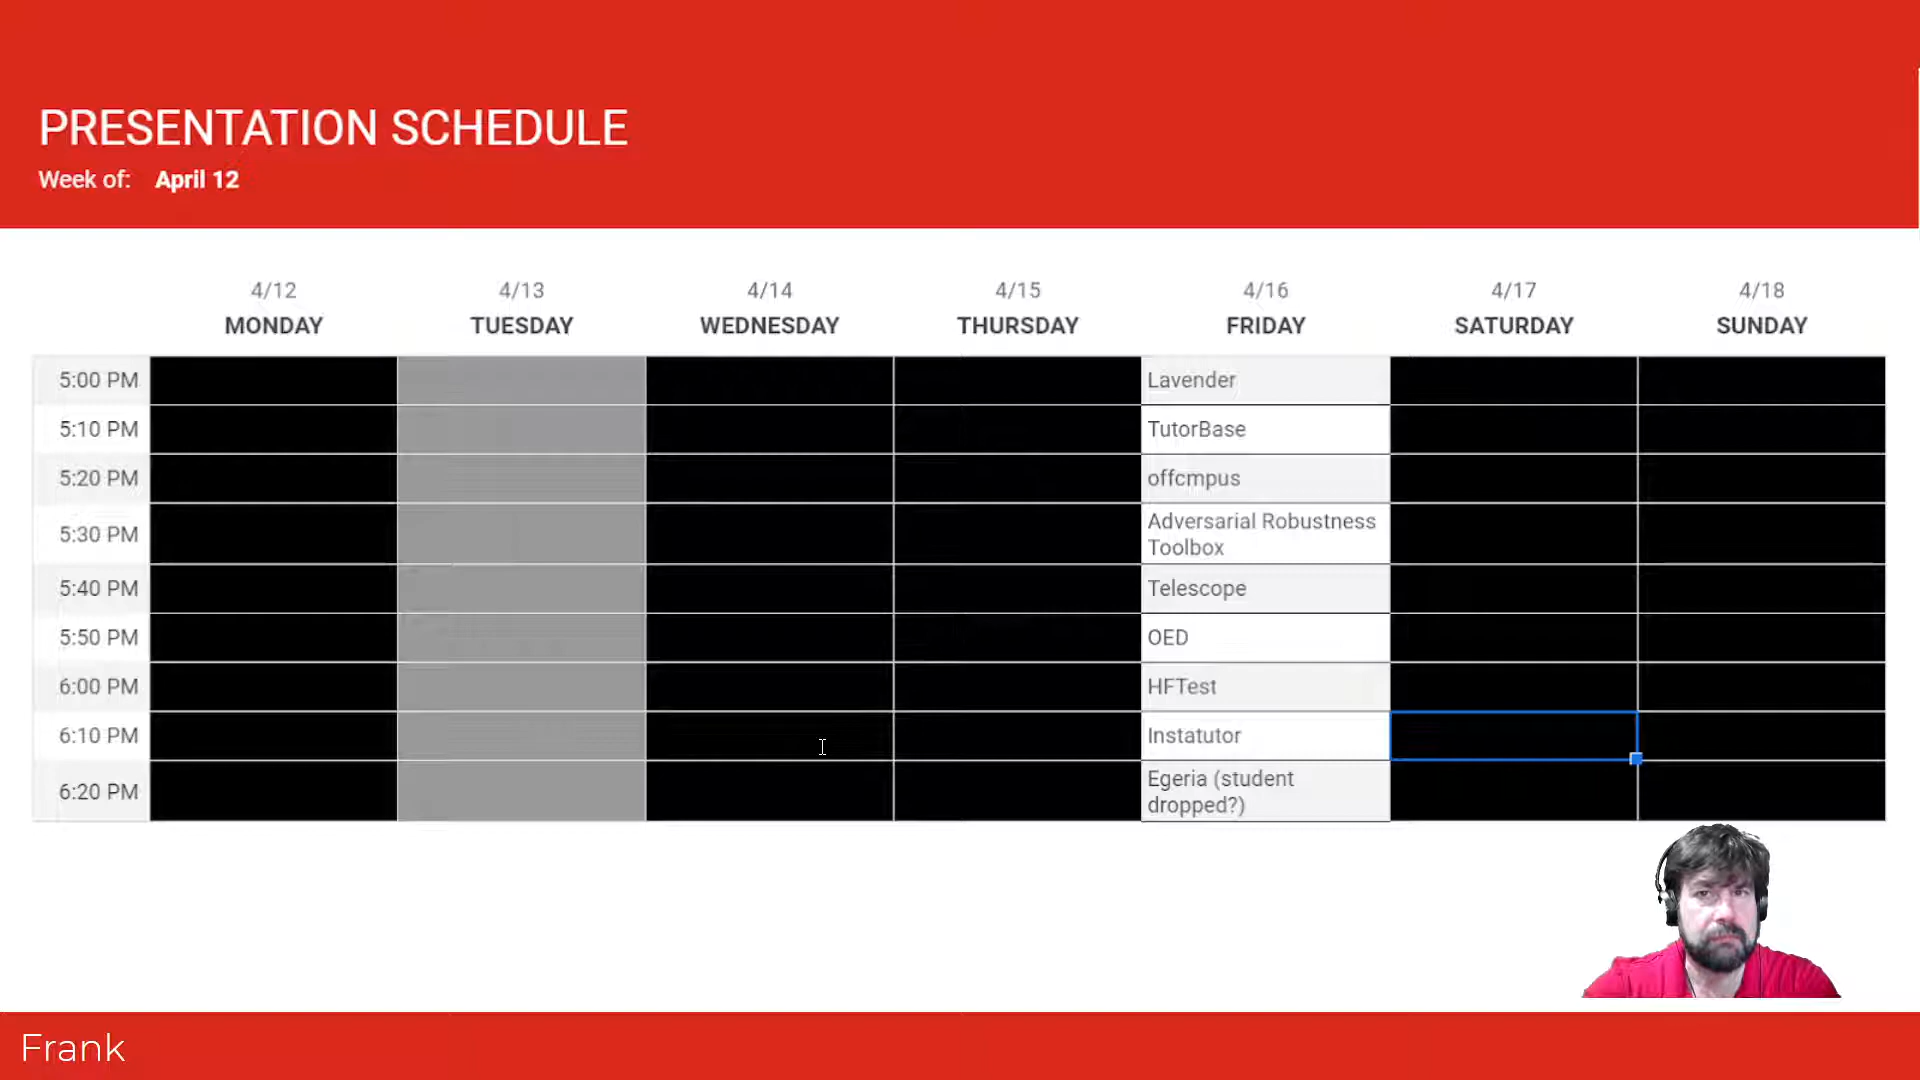 PRESENTATION SCHEDULE
Week of: April 12
4/12 4/13 4/14 4/15 4/16 4/17 4/18
MONDAY TUESDAY WEDNESDAY THURSDAY FRIDAY SATURDAY SUNDAY
5:00 PM Lavender
5:10 PM TutorBase
5:20 PM offcmpus
5:30 PM Adversarial Robustness
Toolbox
5:40 PM Telescope
5:50 PM OED
6:00 PM HFTest
6:10 PM Instatutor
6:20 PM Egeria (student
dropped?)
Frank